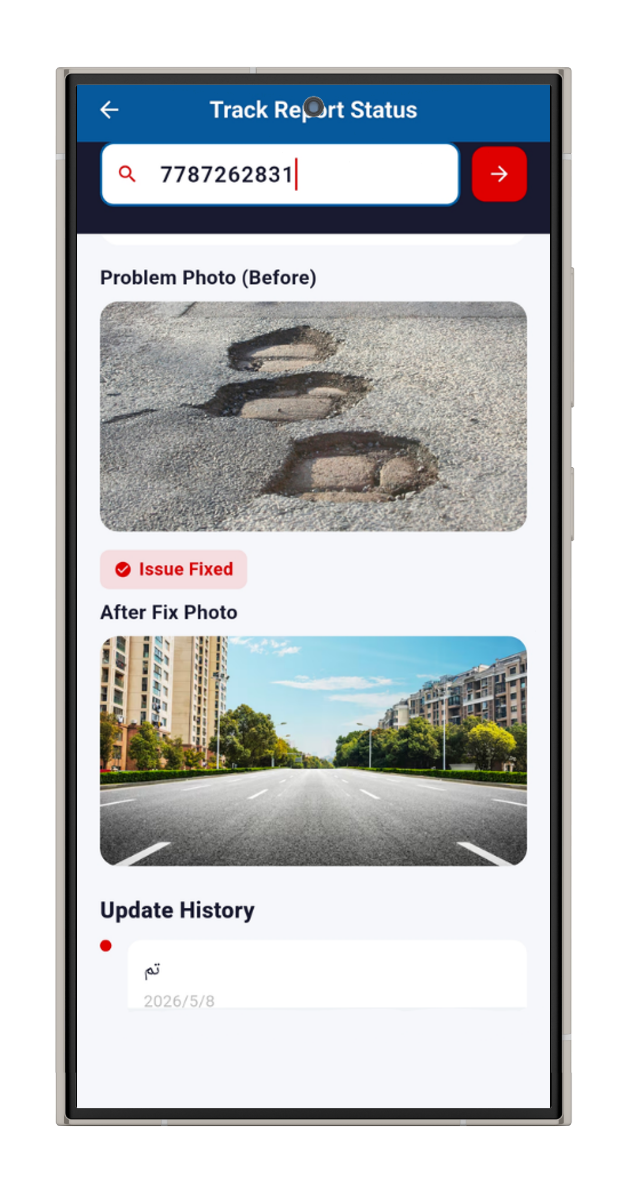 Track Report Status
7787262831
Problem Photo (Before)
Issue Fixed
After Fix Photo
Update History
تم
2026/5/8